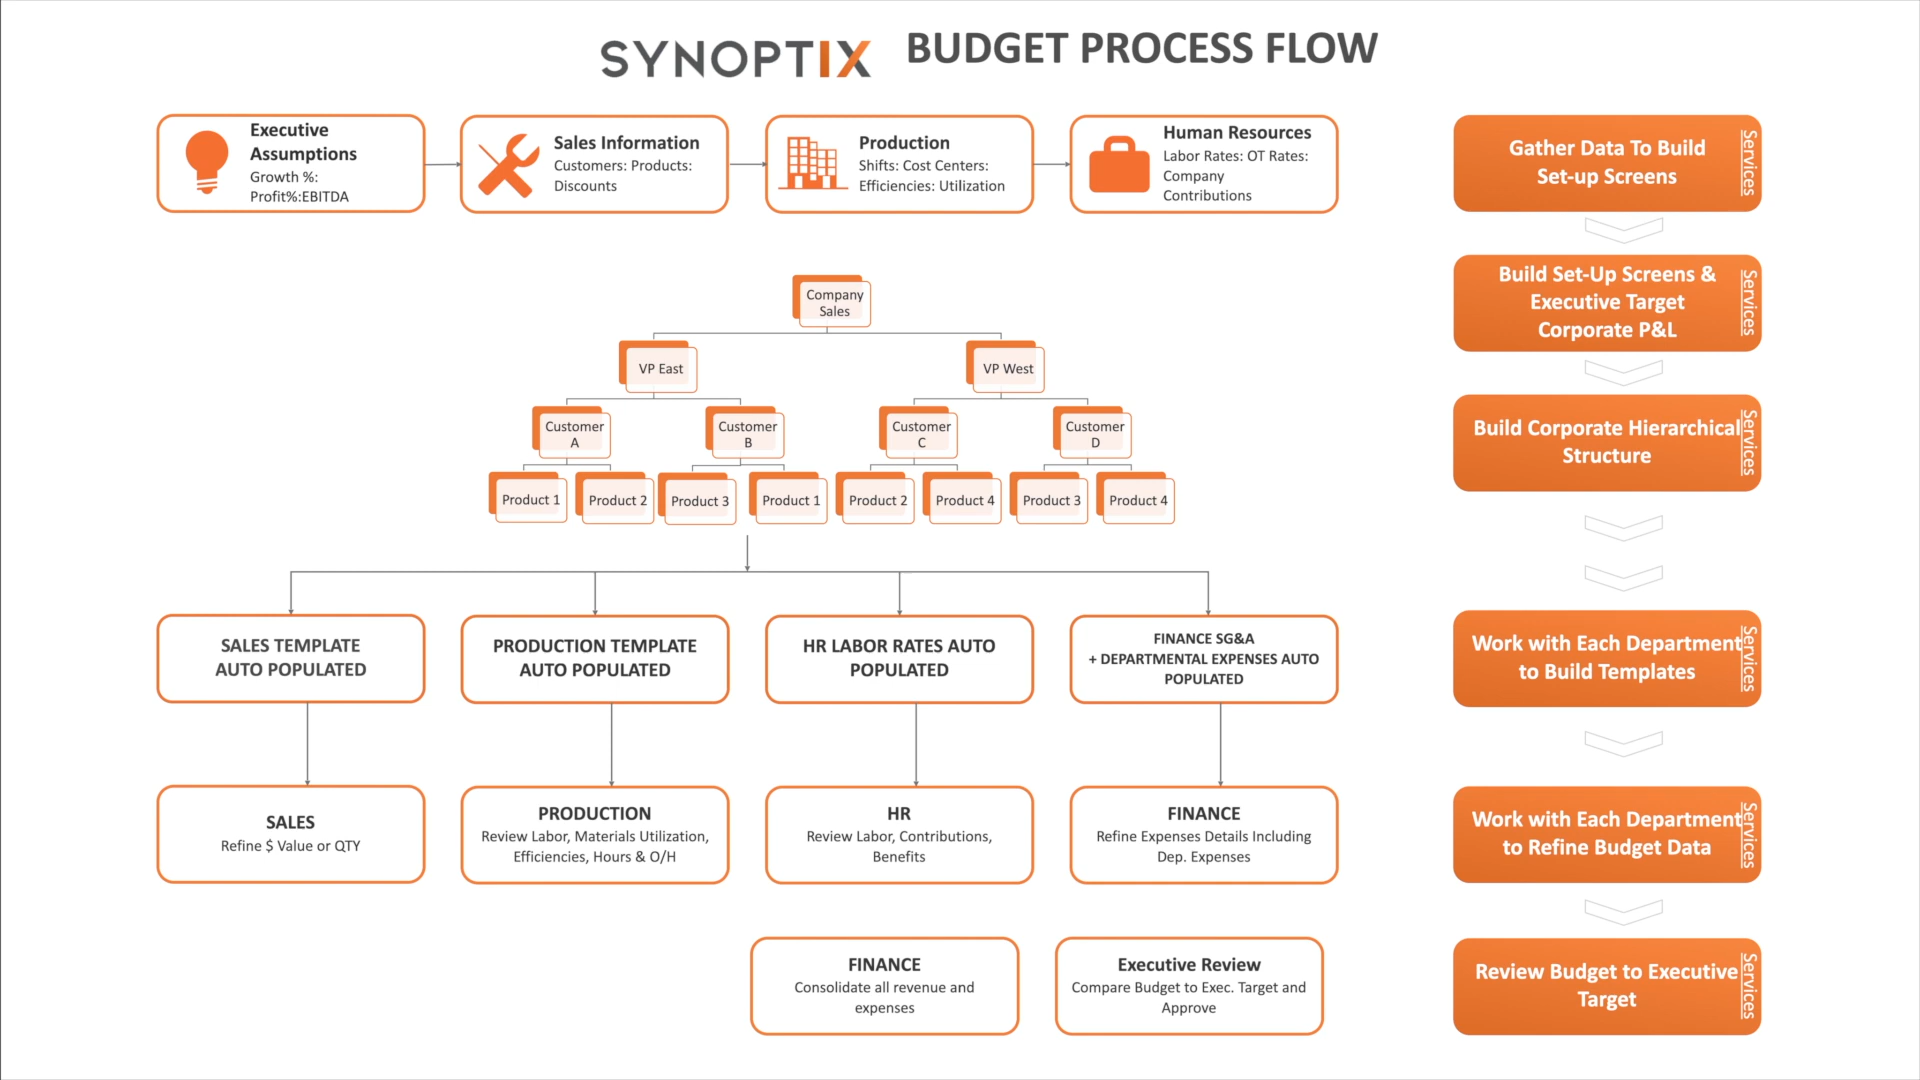 SYNOPTIX BUDGET PROCESS FLOW
Executive
Assumptions
Growth %:
Profit%:EBITDA
Sales Information
Customers: Products:
Discounts
Production
Shifts: Cost Centers:
Efficiencies: Utilization
Human Resources
Labor Rates: OT Rates:
Company
Contributions
Gather Data To Build
Set-up Screens
Services
Company
Sales
VP East
VP West
Customer
A
Customer
B
Customer
C
Customer
D
Product 1
Product 2
Product 3
Product 1
Product 2
Product 4
Product 3
Product 4
Build Set-Up Screens &
Executive Target
Corporate P&L
Services
Build Corporate Hierarchical
Structure
Services
SALES TEMPLATE
AUTO POPULATED
PRODUCTION TEMPLATE
AUTO POPULATED
HR LABOR RATES AUTO
POPULATED
FINANCE SG&A
+ DEPARTMENTAL EXPENSES AUTO
POPULATED
Work with Each Department
to Build Templates
Services
SALES
Refine $ Value or QTY
PRODUCTION
Review Labor, Materials Utilization,
Efficiencies, Hours & O/H
HR
Review Labor, Contributions,
Benefits
FINANCE
Refine Expenses Details Including
Dep. Expenses
Work with Each Department
to Refine Budget Data
Services
FINANCE
Consolidate all revenue and
expenses
Executive Review
Compare Budget to Exec. Target and
Approve
Review Budget to Executive
Target
Services